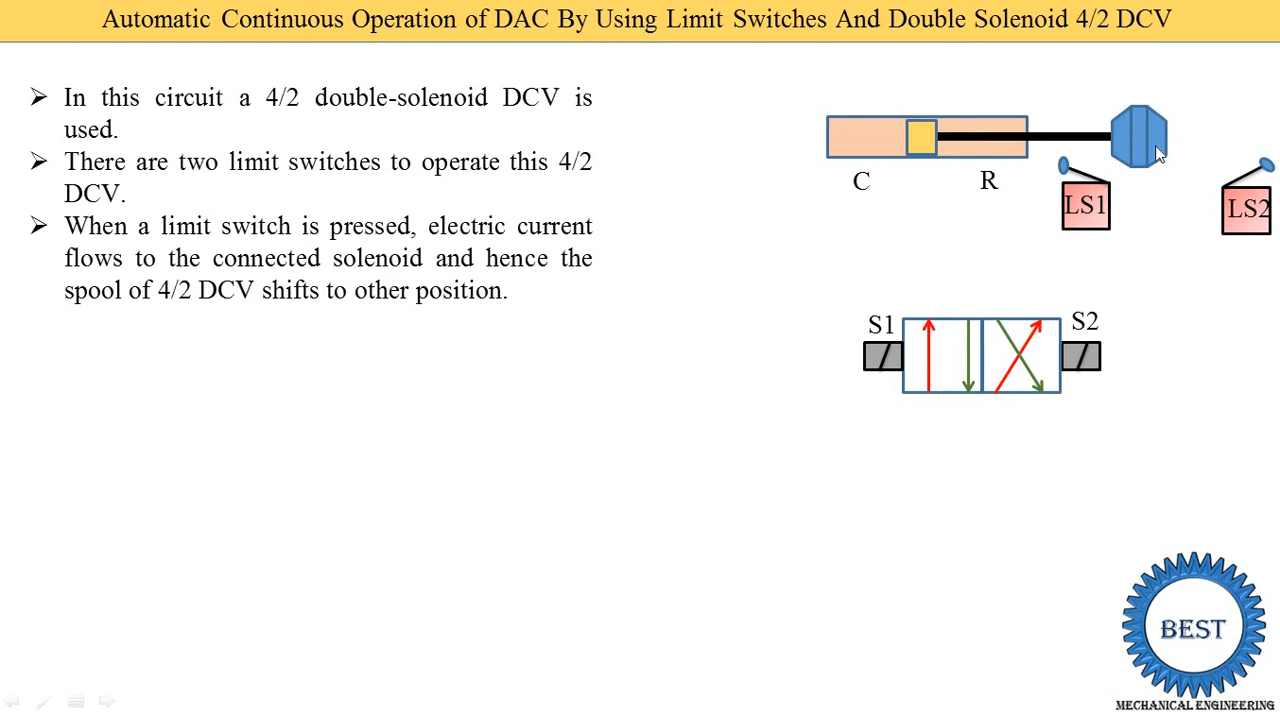 Automatic Continuous Operation of DAC By Using Limit Switches And Double Solenoid 4/2 DCV
➢ In this circuit a 4/2 double-solenoid DCV is
used.
➢ There are two limit switches to operate this 4/2
DCV.
➢ When a limit switch is pressed, electric current
flows to the connected solenoid and hence the
spool of 4/2 DCV shifts to other position.
C
R
LS1
LS2
S1
S2
BEST
MECHANICAL ENGINEERING